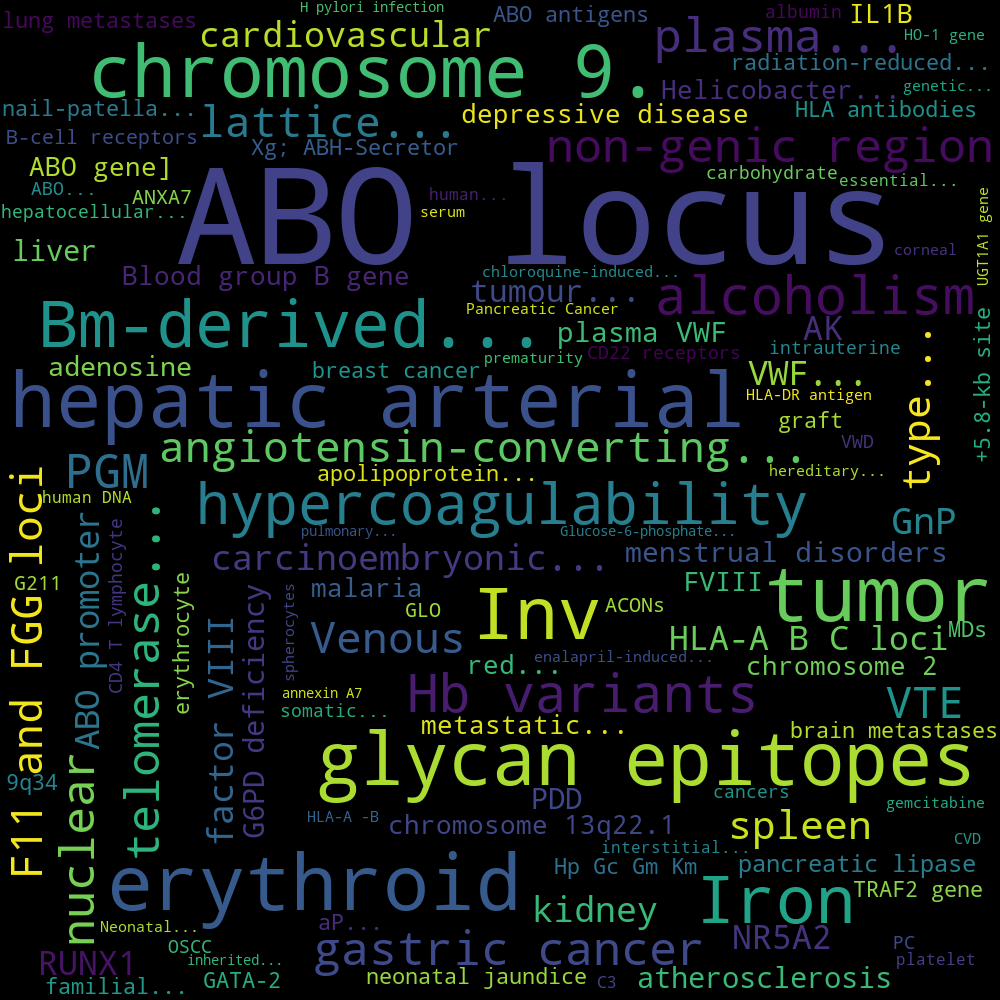 H pylori infection
lung metastases
ABO antigens
albumin
IL1B
cardiovascular
plasma...
HO-1 gene
chromosome 9.
radiation-reduced...
Helicobacter...
genetic...
nail-patella...
lattice...
depressive disease
HLA antibodies
B-cell receptors
Xg; ABH-Secretor
non-genic region
ABO gene]
ABO locus
carbohydrate
essential...
ABO...
ANXA7
human...
hepatocellular...
serum
UGT1A1 gene
liver
corneal
Blood group B gene
chloroquine-induced...
tumour...
alcoholism
Bm-derived...
Pancreatic Cancer
plasma VWF
AK
+5.8-kb site
adenosine
breast cancer
prematurity
CD22 receptors
intrauterine
hepatic arterial
VWF...
type...
HLA-DR antigen
graft
angiotensin-converting...
VWD
PGM
apolipoprotein...
hereditary...
human DNA
hypercoagulability
GnP
pulmonary...
Glucose-6-phosphate...
F11 and FGG loci
ABO promoter
CD4 T lymphocyte
telomerase...
carcinoembryonic...
menstrual disorders
G211
erythrocyte
malaria
FVIII
tumor
factor VIII
G6PD deficiency
spherocytes
GLO
Inv
ACONs
Venous
HLA-A B C loci
MDs
red...
enalapril-induced...
chromosome 2
annexin A7
Hb variants
VTE
somatic...
metastatic...
brain metastases
nuclear
glycan epitopes
9q34
PDD
cancers
gemcitabine
HLA-A -B
chromosome 13q22.1
spleen
CVD
interstitial...
erythroid
Hp Gc Gm Km
pancreatic lipase
Iron
TRAF2 gene
kidney
Neonatal...
aP...
OSCC
gastric cancer
NR5A2
PC
RUNX1
inherited...
platelet
familial...
GATA-2
neonatal jaundice
C3
atherosclerosis